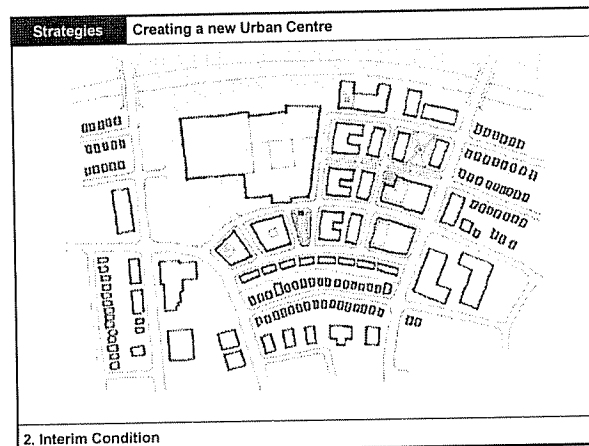 Strategies
Creating a new Urban Centre
2. Interim Condition